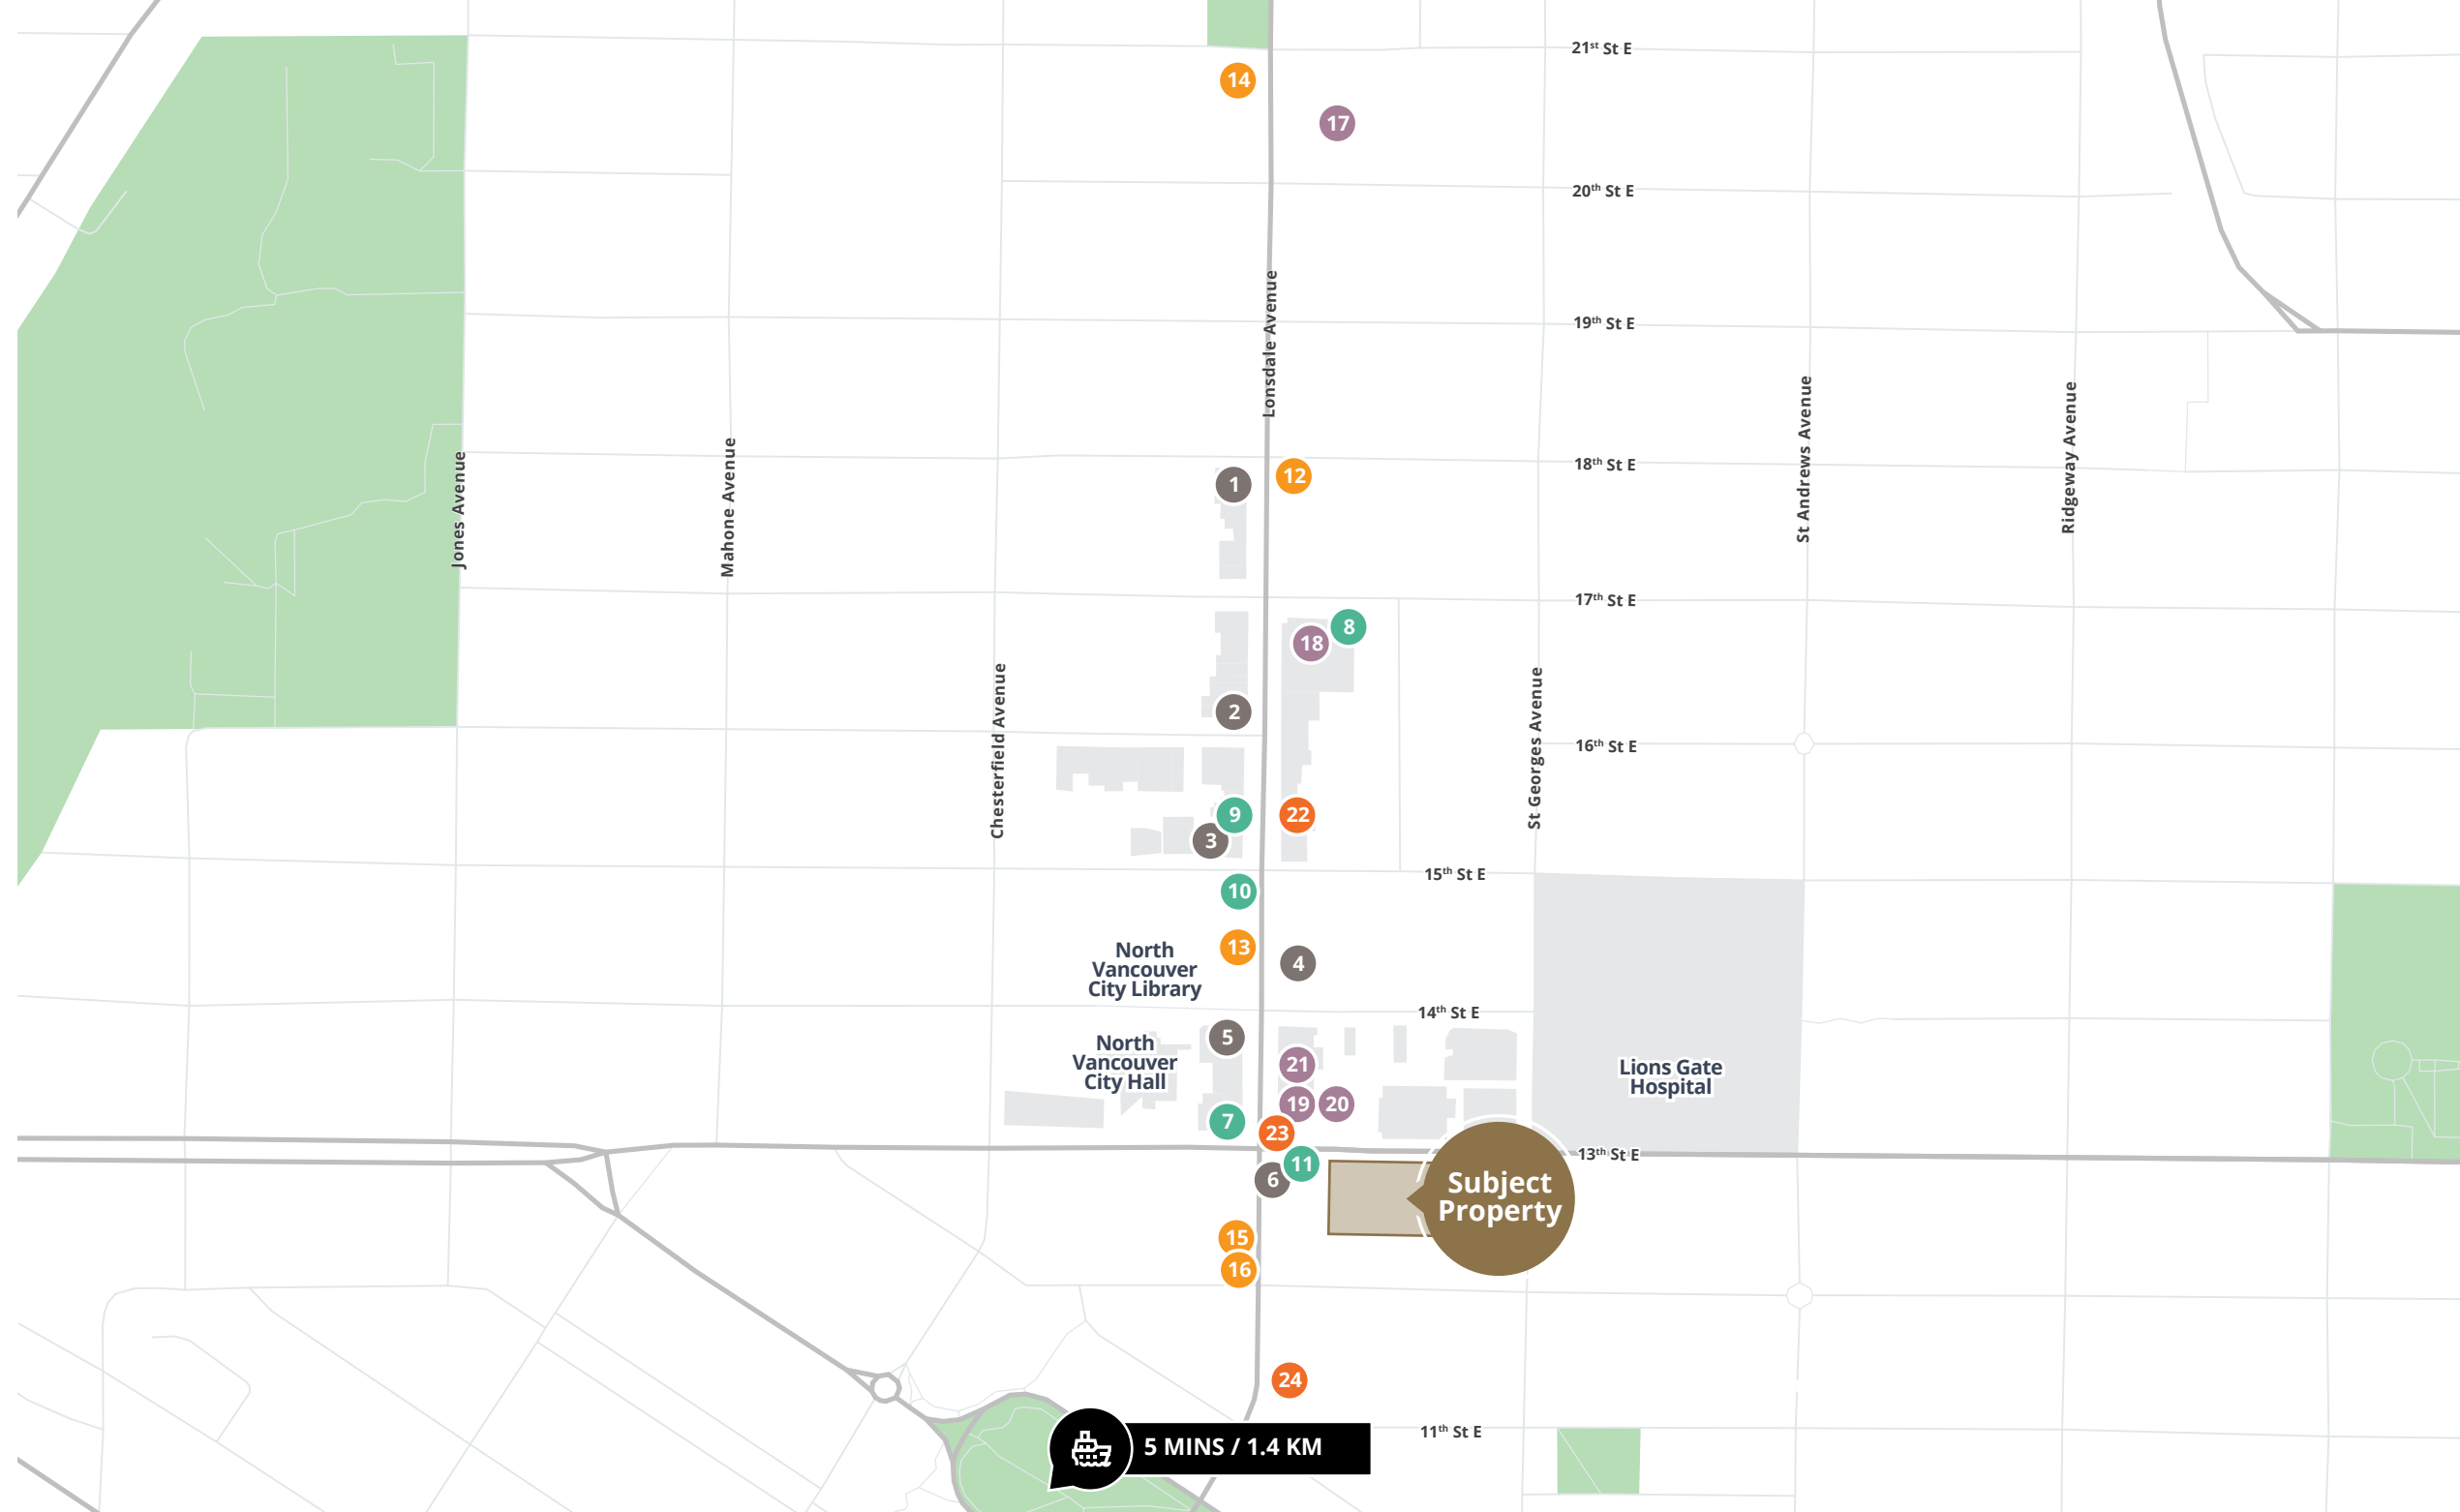 21st St E
14
17
20th St E
Lonsdale Avenue
19th St E
18th St E
1
12
Jones Avenue
Mahone Avenue
St Andrews Avenue
Ridgeway Avenue
17th St E
8
18
2
Chesterfield Avenue
St Georges Avenue
16th St E
9
22
3
15th St E
10
13
4
North
Vancouver
City Library
14th St E
5
North
Vancouver
City Hall
21
Lions Gate
Hospital
19
20
7
23
13th St E
11
6
Subject
Property
15
16
24
11th St E
5 MINS / 1.4 KM